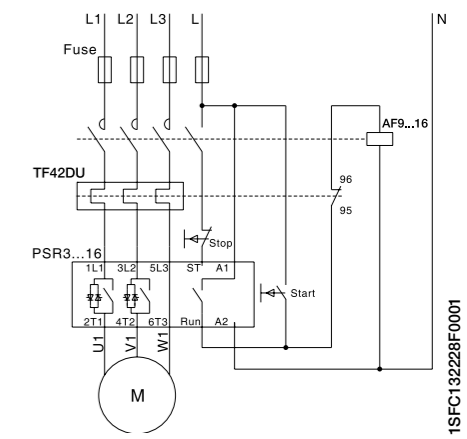 L1 L2 L3 L N
Fuse
AF9...16
TF42DU
96
95
Stop
PSR3...16
1L1 3L2 5L3 ST A1
Start
2T1 4T2 6T3 Run A2
U1 V1 W1
M
1SFC132228F0001